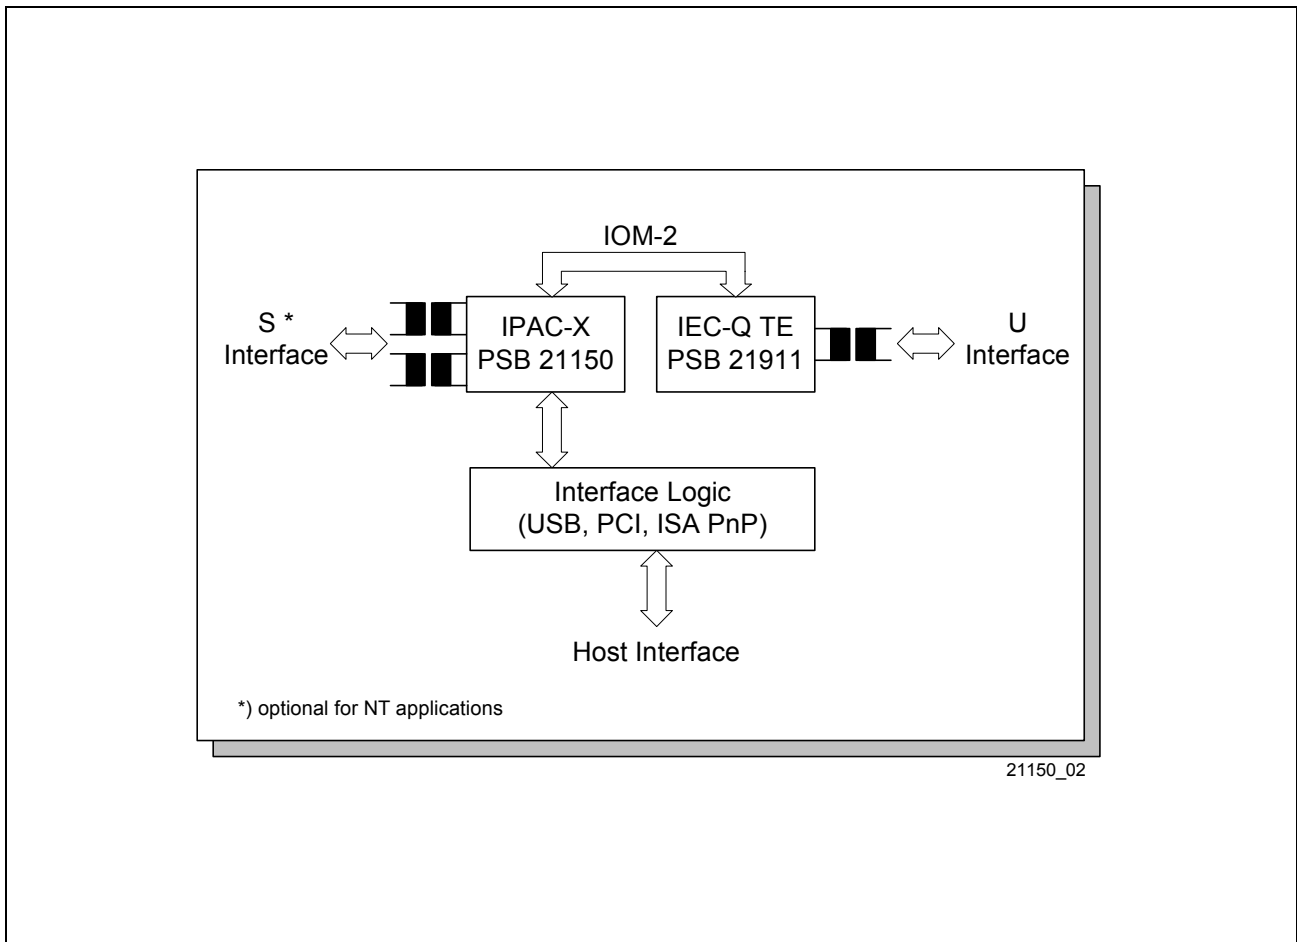 IOM-2
S *
Interface
IPAC-X
PSB 21150
IEC-Q TE
PSB 21911
U
Interface
Interface Logic
(USB, PCI, ISA PnP)
Host Interface
*) optional for NT applications
21150_02